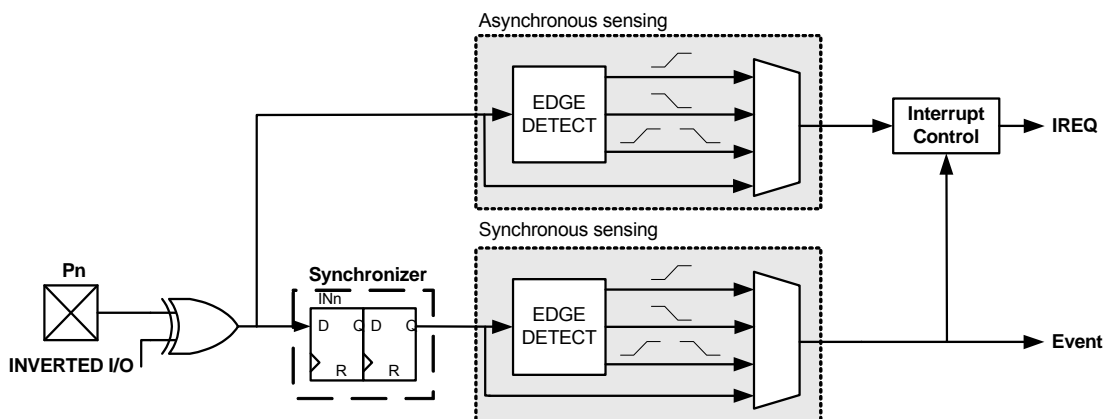 Asynchronous sensing
EDGE
DETECT
Interrupt
Control
IREQ
Synchronous sensing
Pn
Synchronizer
INn
D Q D Q
R R
EDGE
DETECT
INVERTED I/O
Event